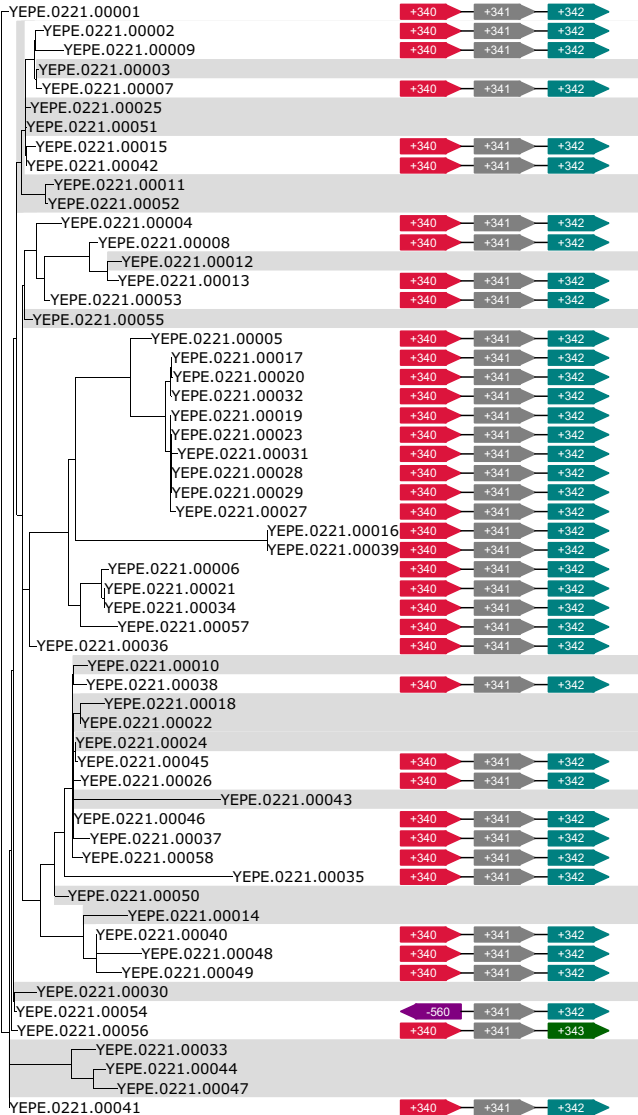 YEPE.0221.00001 +340 +341 +342
YEPE.0221.00002 +340 +341 +342
YEPE.0221.00009 +340 +341 +342
YEPE.0221.00003
YEPE.0221.00007 +340 +341 +342
YEPE.0221.00025
YEPE.0221.00051
YEPE.0221.00015 +340 +341 +342
YEPE.0221.00042 +340 +341 +342
YEPE.0221.00011
YEPE.0221.00052
YEPE.0221.00004 +340 +341 +342
YEPE.0221.00008 +340 +341 +342
YEPE.0221.00012
YEPE.0221.00013 +340 +341 +342
YEPE.0221.00053 +340 +341 +342
YEPE.0221.00055
YEPE.0221.00005 +340 +341 +342
YEPE.0221.00017 +340 +341 +342
YEPE.0221.00020 +340 +341 +342
YEPE.0221.00032 +340 +341 +342
YEPE.0221.00019 +340 +341 +342
YEPE.0221.00023 +340 +341 +342
YEPE.0221.00031 +340 +341 +342
YEPE.0221.00028 +340 +341 +342
YEPE.0221.00029 +340 +341 +342
YEPE.0221.00027 +340 +341 +342
YEPE.0221.00016 +340 +341 +342
YEPE.0221.00039 +340 +341 +342
YEPE.0221.00006 +340 +341 +342
YEPE.0221.00021 +340 +341 +342
YEPE.0221.00034 +340 +341 +342
YEPE.0221.00057 +340 +341 +342
YEPE.0221.00036 +340 +341 +342
YEPE.0221.00010
YEPE.0221.00038 +340 +341 +342
YEPE.0221.00018
YEPE.0221.00022
YEPE.0221.00024
YEPE.0221.00045 +340 +341 +342
YEPE.0221.00026 +340 +341 +342
YEPE.0221.00043
YEPE.0221.00046 +340 +341 +342
YEPE.0221.00037 +340 +341 +342
YEPE.0221.00058 +340 +341 +342
YEPE.0221.00035 +340 +341 +342
YEPE.0221.00050
YEPE.0221.00014
YEPE.0221.00040 +340 +341 +342
YEPE.0221.00048 +340 +341 +342
YEPE.0221.00049 +340 +341 +342
YEPE.0221.00030
YEPE.0221.00054 -560 +341 +342
YEPE.0221.00056 +340 +341 +343
YEPE.0221.00033
YEPE.0221.00044
YEPE.0221.00047
YEPE.0221.00041 +340 +341 +342